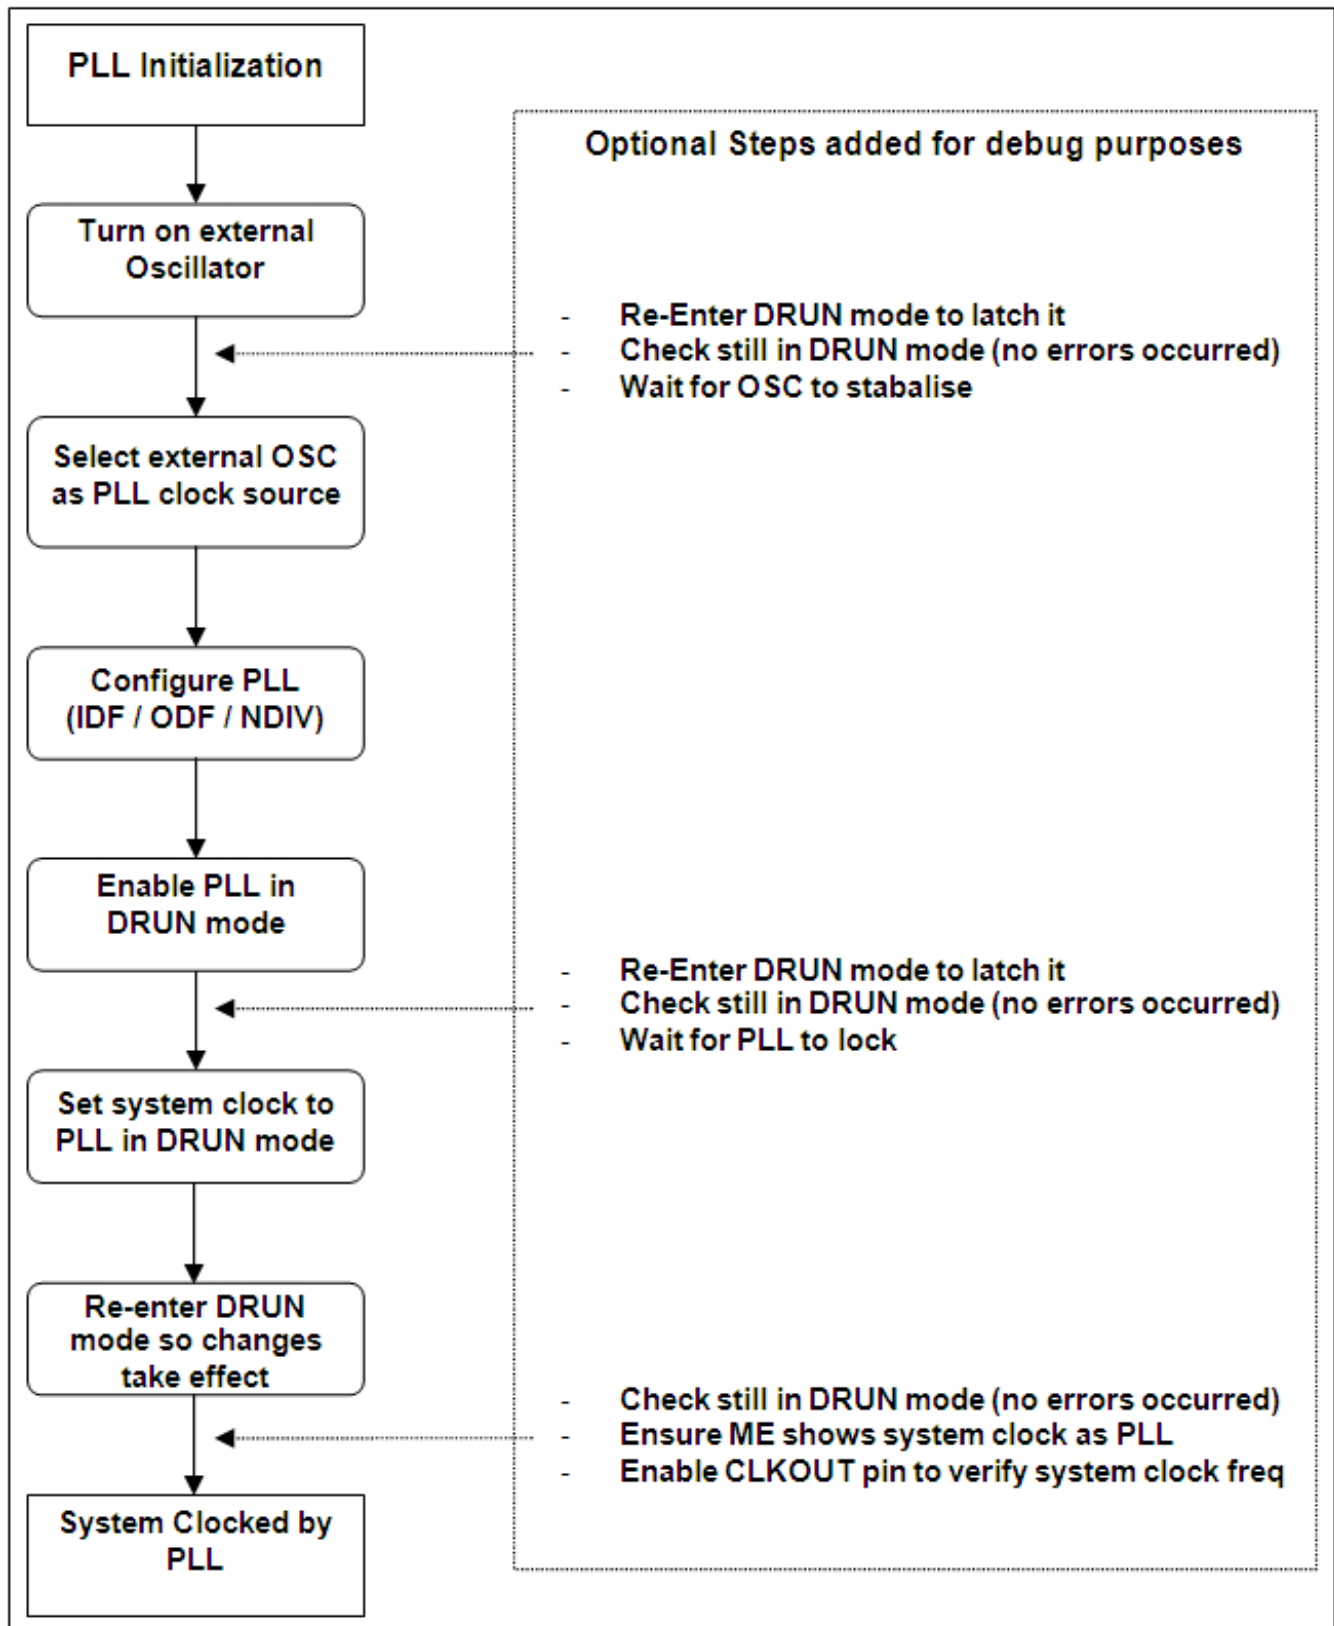 PLL Initialization
Optional Steps added for debug purposes
Turn on external
Oscillator
- Re-Enter DRUN mode to latch it
- Check still in DRUN mode (no errors occurred)
- Wait for OSC to stabalise
Select external OSC
as PLL clock source
Configure PLL
(IDF / ODF / NDIV)
Enable PLL in
DRUN mode
- Re-Enter DRUN mode to latch it
- Check still in DRUN mode (no errors occurred)
- Wait for PLL to lock
Set system clock to
PLL in DRUN mode
Re-enter DRUN
mode so changes
take effect
- Check still in DRUN mode (no errors occurred)
- Ensure ME shows system clock as PLL
- Enable CLKOUT pin to verify system clock freq
System Clocked by
PLL